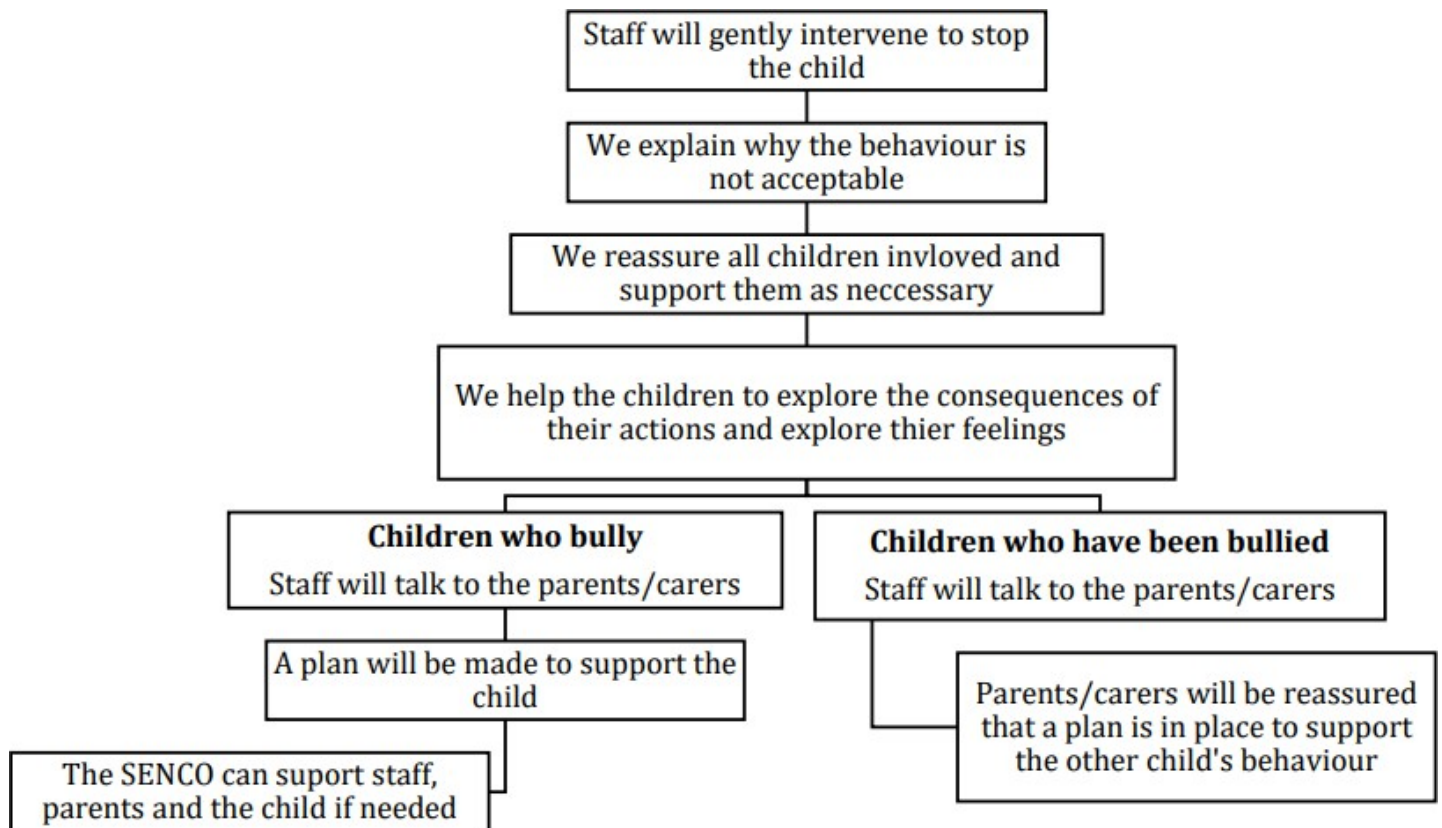 Staff will gently intervene to stop
the child
We explain why the behaviour is
not acceptable
We reassure all children invloved and
support them as neccessary
We help the children to explore the consequences of
their actions and explore thier feelings
Children who bully
Staff will talk to the parents/carers
A plan will be made to support the
child
The SENCO can suport staff,
parents and the child if needed
Children who have been bullied
Staff will talk to the parents/carers
Parents/carers will be reassured
that a plan is in place to support
the other child's behaviour